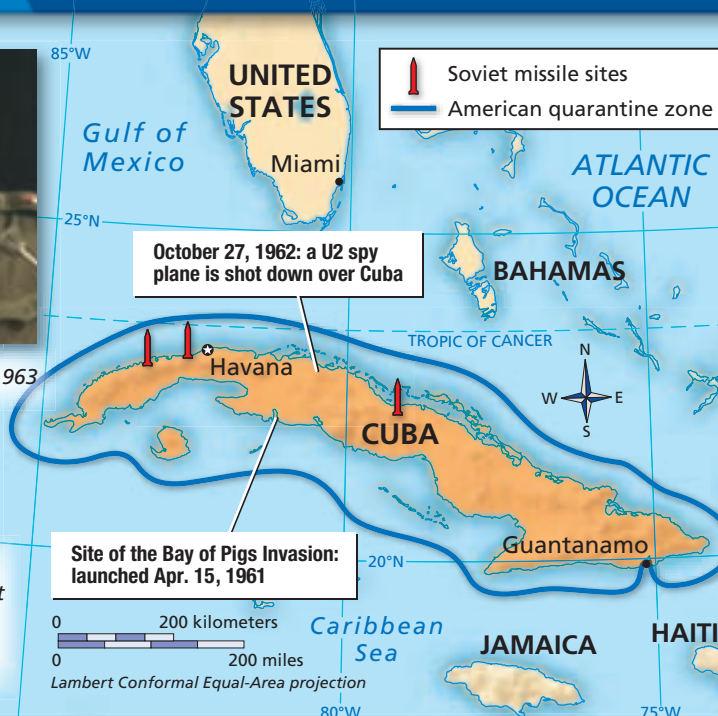 85°W
UNITED
STATES
Soviet missile sites
American quarantine zone
Gulf of
Mexico
Miami
ATLANTIC
OCEAN
25°N
October 27, 1962: a U2 spy
plane is shot down over Cuba
BAHAMAS
TROPIC OF CANCER
N
W
E
S
963
Havana
CUBA
Site of the Bay of Pigs Invasion:
launched Apr. 15, 1961
Guantanamo
20°N
t
0
200 kilometers
0
200 miles
Lambert Conformal Equal-Area projection
Caribbean
Sea
JAMAICA
HAITI
80°W
75°W